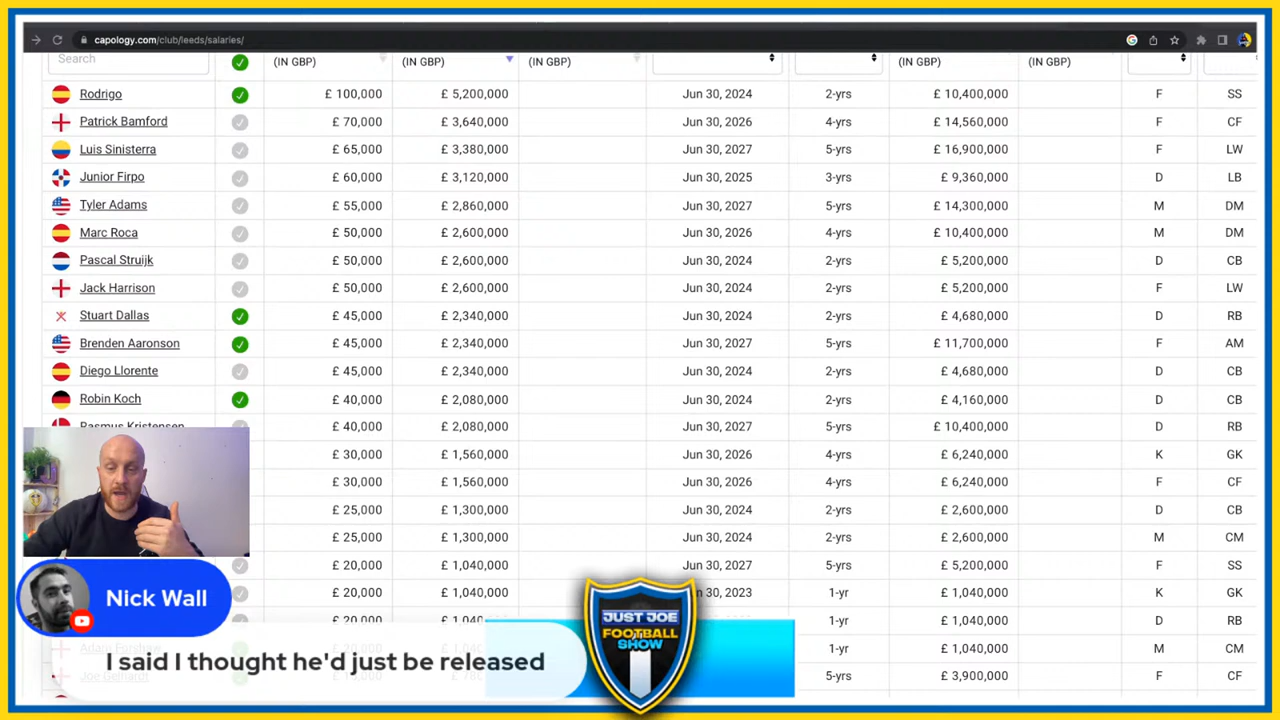 capology.com/club/leeds/salaries/
Search (IN GBP) (IN GBP) (IN GBP) (IN GBP) (IN GBP)
Rodrigo £ 100,000 £ 5,200,000 Jun 30, 2024 2-yrs £ 10,400,000 F SS
Patrick Bamford £ 70,000 £ 3,640,000 Jun 30, 2026 4-yrs £ 14,560,000 F CF
Luis Sinisterra £ 65,000 £ 3,380,000 Jun 30, 2027 5-yrs £ 16,900,000 F LW
Junior Firpo £ 60,000 £ 3,120,000 Jun 30, 2025 3-yrs £ 9,360,000 D LB
Tyler Adams £ 55,000 £ 2,860,000 Jun 30, 2027 5-yrs £ 14,300,000 M DM
Marc Roca £ 50,000 £ 2,600,000 Jun 30, 2026 4-yrs £ 10,400,000 M DM
Pascal Struijk £ 50,000 £ 2,600,000 Jun 30, 2024 2-yrs £ 5,200,000 D CB
Jack Harrison £ 50,000 £ 2,600,000 Jun 30, 2024 2-yrs £ 5,200,000 F LW
Stuart Dallas £ 45,000 £ 2,340,000 Jun 30, 2024 2-yrs £ 4,680,000 D RB
Brenden Aaronson £ 45,000 £ 2,340,000 Jun 30, 2027 5-yrs £ 11,700,000 F AM
Diego Llorente £ 45,000 £ 2,340,000 Jun 30, 2024 2-yrs £ 4,680,000 D CB
Robin Koch £ 40,000 £ 2,080,000 Jun 30, 2024 2-yrs £ 4,160,000 D CB
Rasmus Kristensen £ 40,000 £ 2,080,000 Jun 30, 2027 5-yrs £ 10,400,000 D RB
£ 30,000 £ 1,560,000 Jun 30, 2026 4-yrs £ 6,240,000 K GK
£ 30,000 £ 1,560,000 Jun 30, 2026 4-yrs £ 6,240,000 F CF
£ 25,000 £ 1,300,000 Jun 30, 2024 2-yrs £ 2,600,000 D CB
£ 25,000 £ 1,300,000 Jun 30, 2024 2-yrs £ 2,600,000 M CM
£ 20,000 £ 1,040,000 Jun 30, 2027 5-yrs £ 5,200,000 F SS
£ 20,000 £ 1,040,000 2023 1-yr £ 1,040,000 K GK
£ 20,000 1-yr £ 1,040,000 D RB
1-yr £ 1,040,000 M CM
Joe Gelhardt 5-yrs £ 3,900,000 F CF
Nick Wall
I said I thought he'd just be released
JUST JOE
FOOTBALL
SHOW